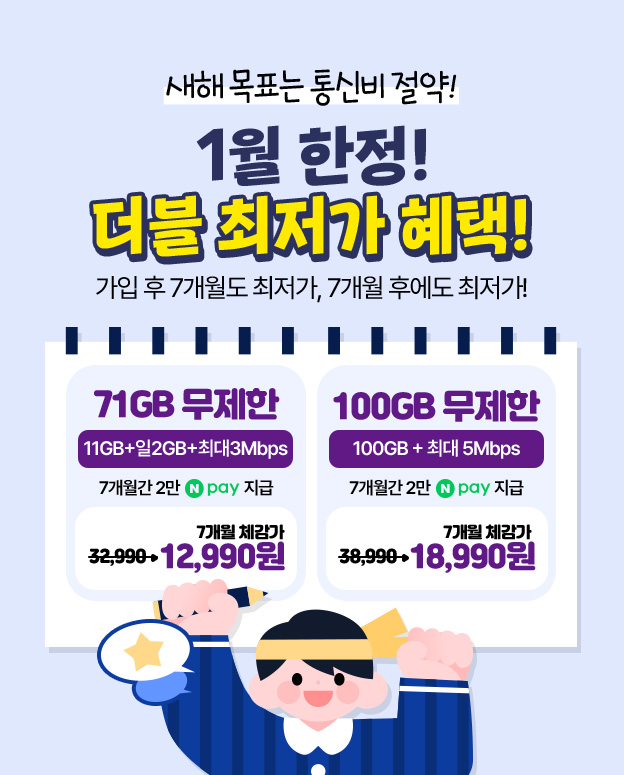 새해 목표는 통신비 절약!
1월 한정!
더블 최저가 혜택!
가입 후 7개월도 최저가, 7개월 후에도 최저가!
71GB 무제한
11GB+일2GB+최대3Mbps
7개월간 2만 N pay 지급
7개월 체감가
32,990→12,990원
100GB 무제한
100GB + 최대 5Mbps
7개월간 2만 N pay 지급
7개월 체감가
38,990→18,990원